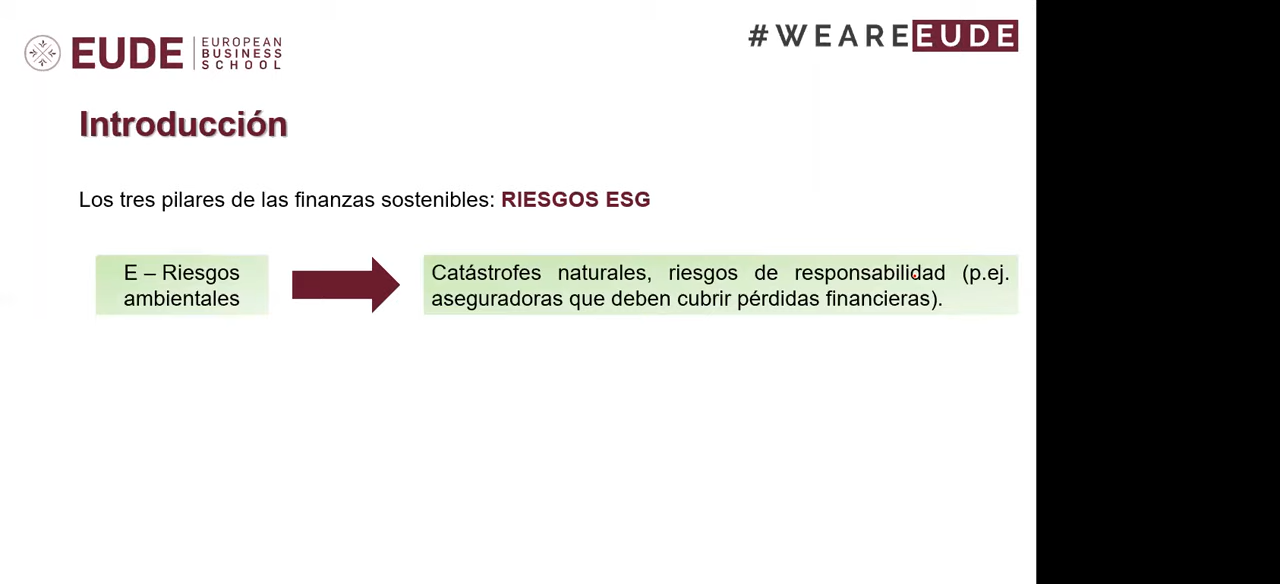 EUDE
EUROPEAN
BUSINESS
SCHOOL
#WEAREEUDE
Introducción
Los tres pilares de las finanzas sostenibles: RIESGOS ESG
E – Riesgos
ambientales
Catástrofes naturales, riesgos de responsabilidad (p.ej.
aseguradoras que deben cubrir pérdidas financieras).